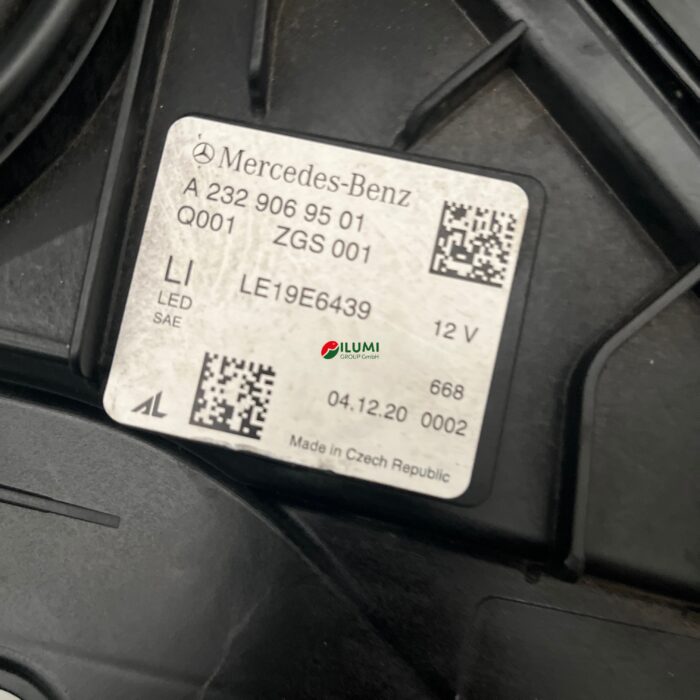 Mercedes-Benz
A 232 906 95 01
Q001 ZGS 001
LI LE19E6439
LED
SAE
12 V
ILUMI
GROUP GmbH
668
AL 04.12.20 0002
Made in Czech Republic